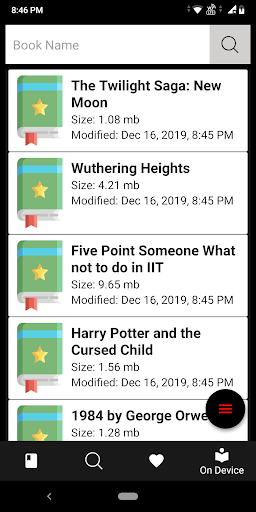 8:46 PM
Book Name
The Twilight Saga: New
Moon
Size: 1.08 mb
Modified: Dec 16, 2019, 8:45 PM
Wuthering Heights
Size: 4.21 mb
Modified: Dec 16, 2019, 8:45 PM
Five Point Someone What
not to do in IIT
Size: 9.65 mb
Modified: Dec 16, 2019, 8:45 PM
Harry Potter and the
Cursed Child
Size: 1.56 mb
Modified: Dec 16, 2019, 8:45 PM
1984 by George Orwe
Size: 1.28 mb
On Device